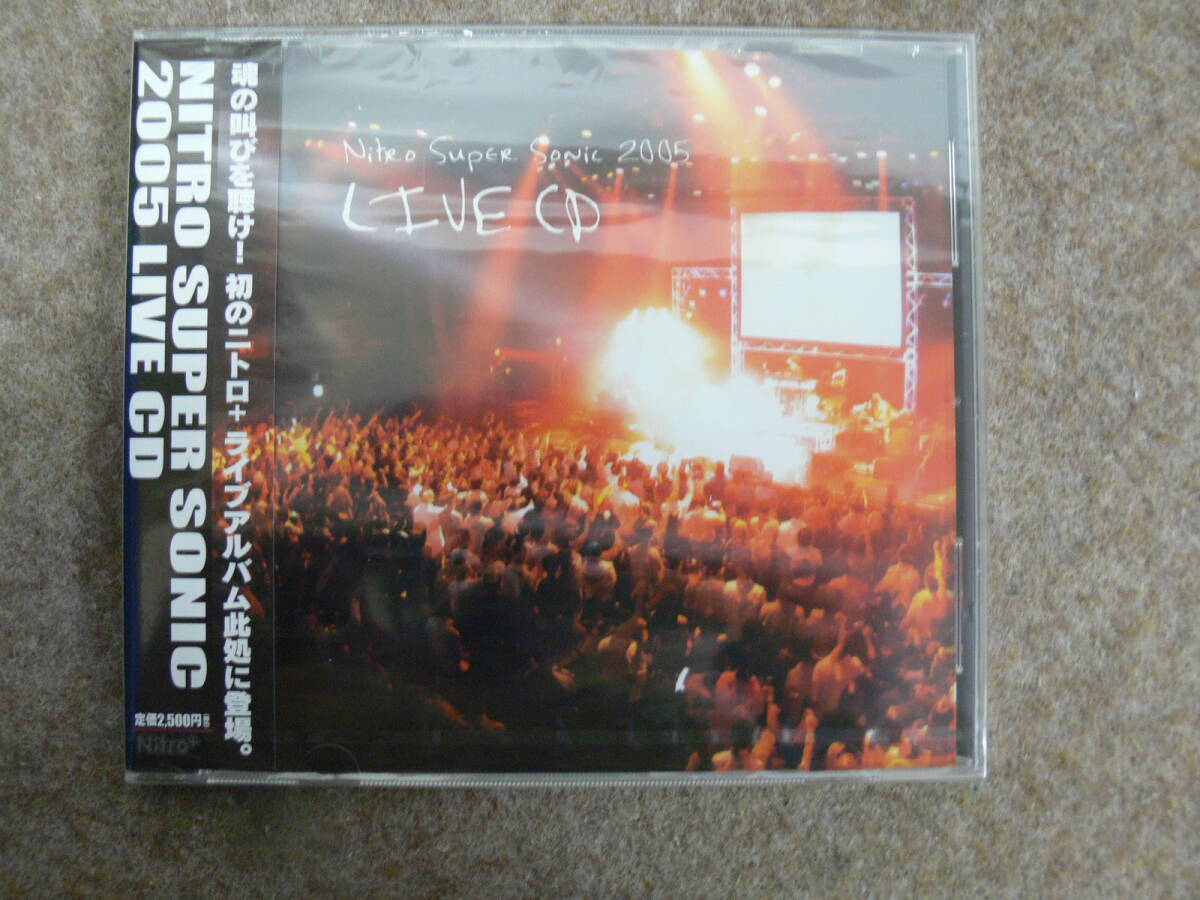 魂の叫びを聴け！ 初のニトロ+ ライブアルバム此処に登場。
NITRO SUPER SONIC
2005 LIVE CD
定価2,500円
Nitro+
Nitro Super Sonic 2005
LIVE CD